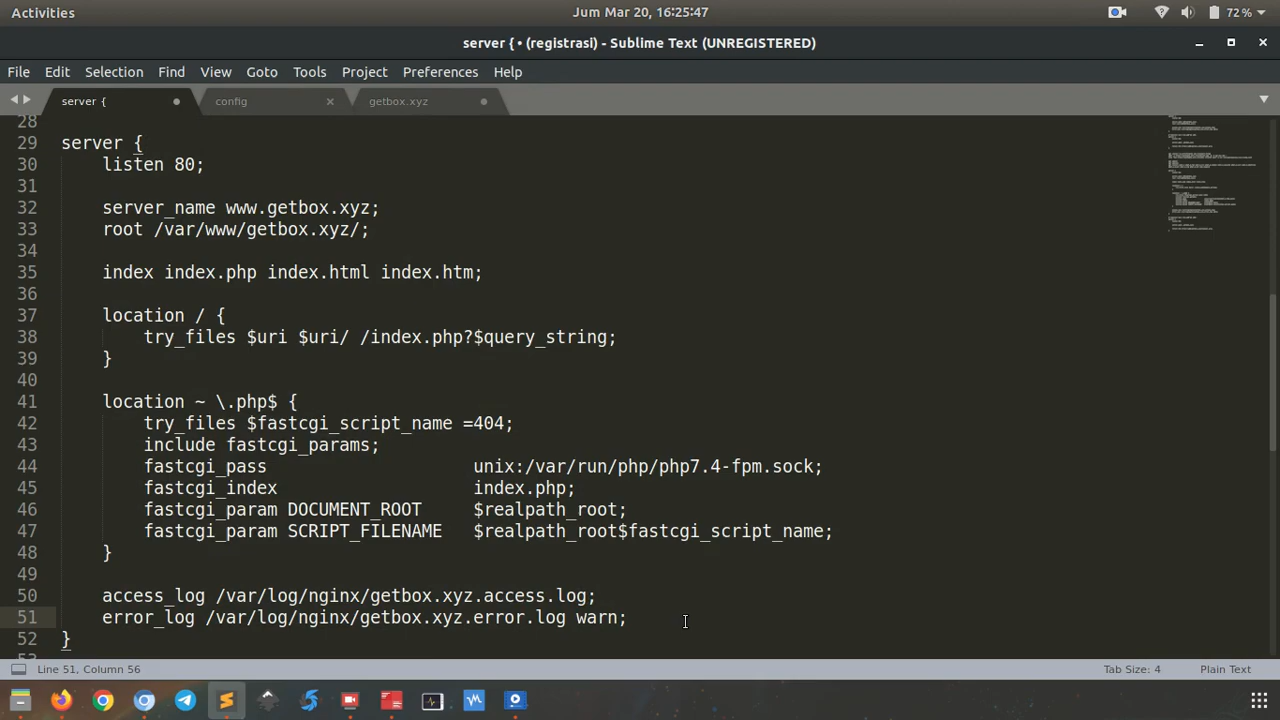 Activities
Jum Mar 20, 16:25:47
72 %
server { • (registrasi) - Sublime Text (UNREGISTERED)
File Edit Selection Find View Goto Tools Project Preferences Help
server {
config
getbox.xyz
28
29 server {
30 listen 80;
31
32 server_name www.getbox.xyz;
33 root /var/www/getbox.xyz/;
34
35 index index.php index.html index.htm;
36
37 location / {
38 try_files $uri $uri/ /index.php?$query_string;
39 }
40
41 location ~ \.php$ {
42 try_files $fastcgi_script_name =404;
43 include fastcgi_params;
44 fastcgi_pass unix:/var/run/php/php7.4-fpm.sock;
45 fastcgi_index index.php;
46 fastcgi_param DOCUMENT_ROOT $realpath_root;
47 fastcgi_param SCRIPT_FILENAME $realpath_root$fastcgi_script_name;
48 }
49
50 access_log /var/log/nginx/getbox.xyz.access.log;
51 error_log /var/log/nginx/getbox.xyz.error.log warn;
52 }
53
Line 51, Column 56
Tab Size: 4
Plain Text